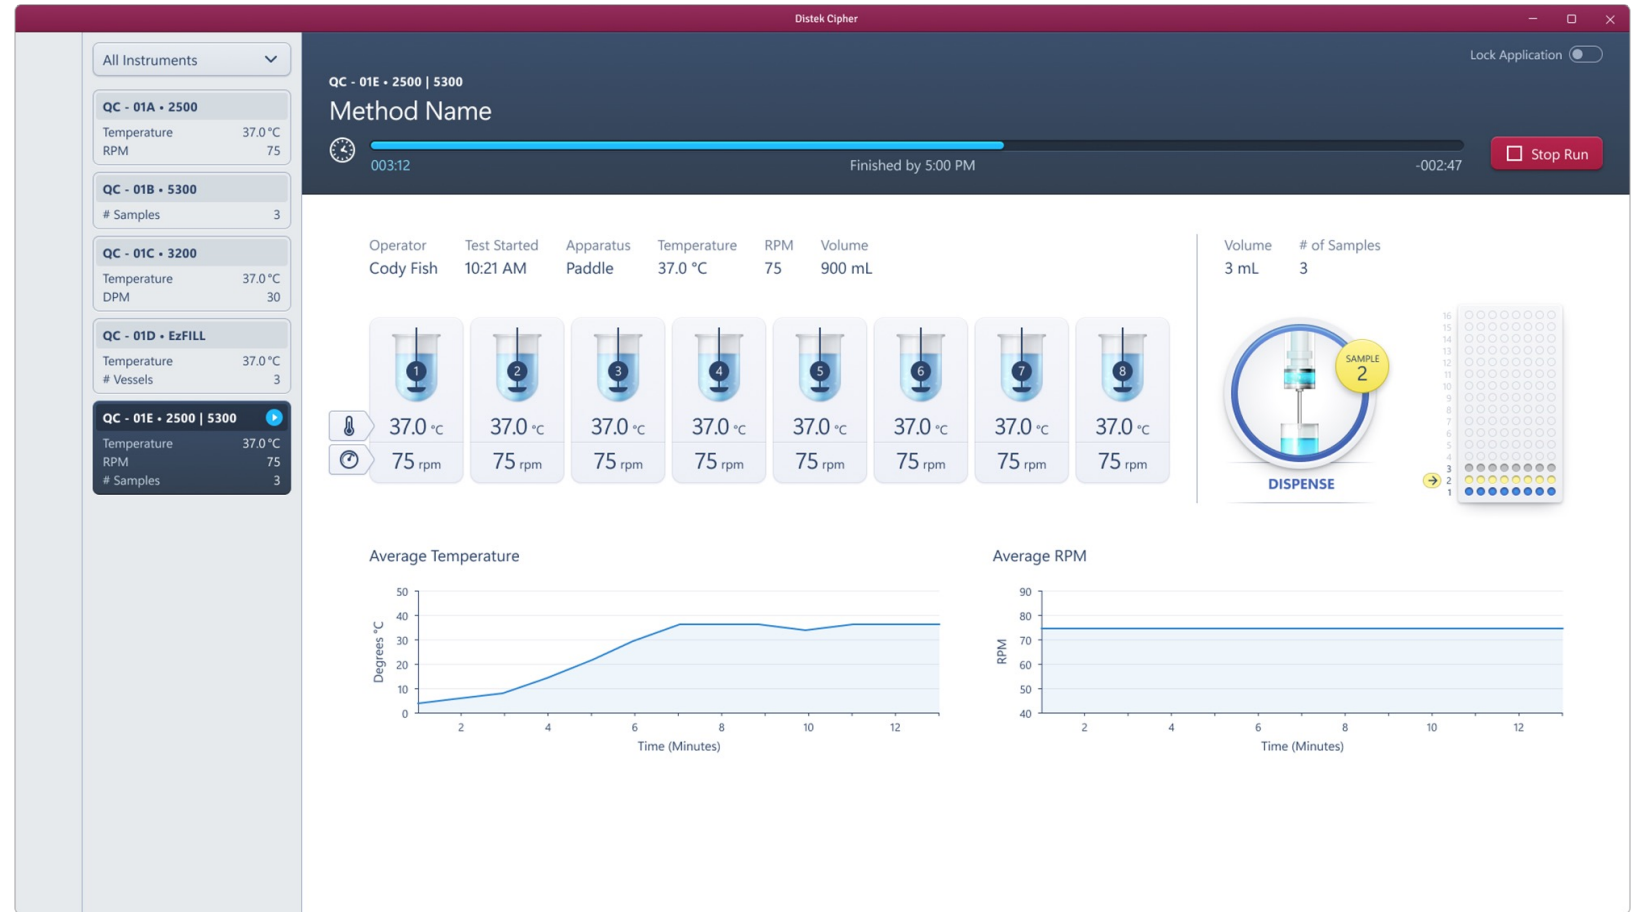 Distek Cipher
All Instruments
QC - 01A • 2500
Temperature 37.0 °C
RPM 75
QC - 01B • 5300
# Samples 3
QC - 01C • 3200
Temperature 37.0 °C
DPM 30
QC - 01D • EzFILL
Temperature 37.0 °C
# Vessels 3
QC - 01E • 2500 | 5300
Temperature 37.0 °C
RPM 75
# Samples 3
Lock Application
QC - 01E • 2500 | 5300
Method Name
003:12 Finished by 5:00 PM -002:47
Stop Run
Operator Test Started Apparatus Temperature RPM Volume
Cody Fish 10:21 AM Paddle 37.0 °C 75 900 mL
1 2 3 4 5 6 7 8
37.0 °C 37.0 °C 37.0 °C 37.0 °C 37.0 °C 37.0 °C 37.0 °C 37.0 °C
75 rpm 75 rpm 75 rpm 75 rpm 75 rpm 75 rpm 75 rpm 75 rpm
Volume # of Samples
3 mL 3
SAMPLE
2
DISPENSE
16
15
14
13
12
11
10
9
8
7
6
5
4
3
2
1
Average Temperature
Degrees °C
50
40
30
20
10
0
2 4 6 8 10 12
Time (Minutes)
Average RPM
RPM
90
80
70
60
50
40
2 4 6 8 10 12
Time (Minutes)